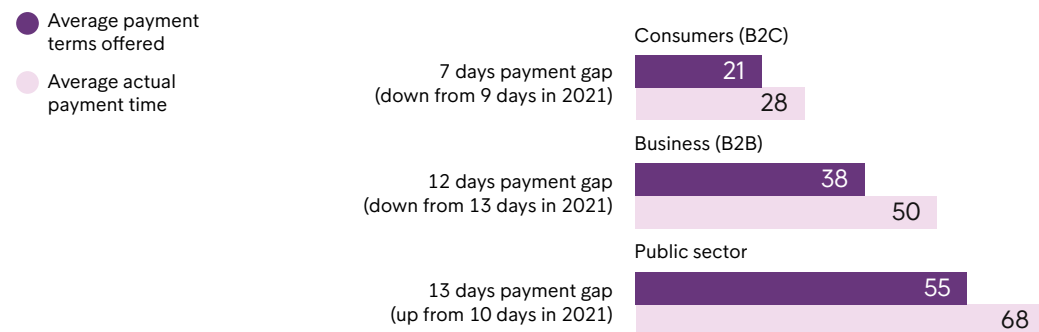 Average payment
terms offered
Average actual
payment time
Consumers (B2C)
7 days payment gap
(down from 9 days in 2021)
21
28
Business (B2B)
12 days payment gap
(down from 13 days in 2021)
38
50
Public sector
13 days payment gap
(up from 10 days in 2021)
55
68